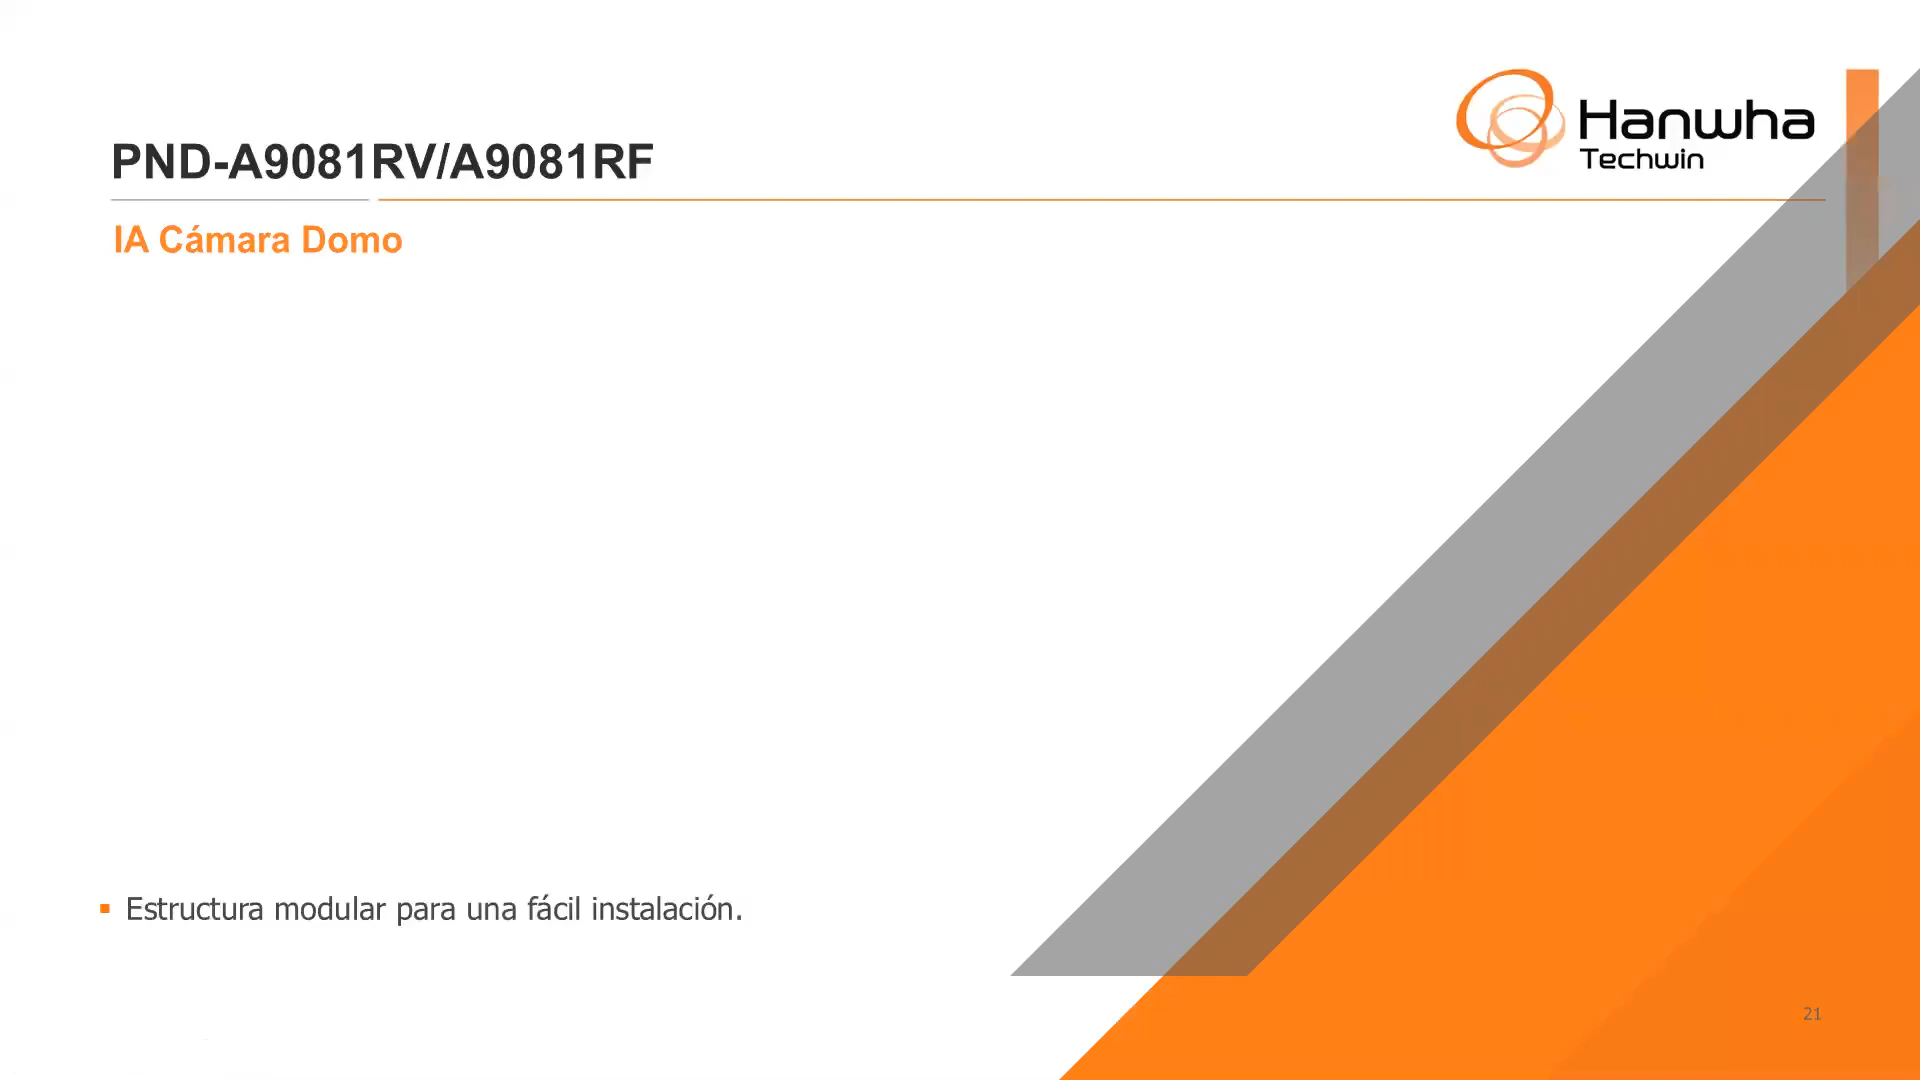 Hanwha
Techwin
PND-A9081RV/A9081RF
IA Cámara Domo
▪ Estructura modular para una fácil instalación.
21